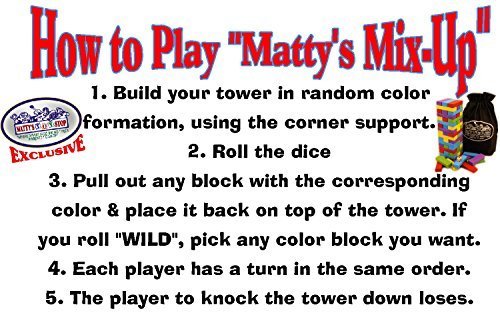 How to Play "Matty's Mix-Up"
1. Build your tower in random color
formation, using the corner support.
MATTY'S TOY STOP
EXCLUSIVE
2. Roll the dice
3. Pull out any block with the corresponding
color & place it back on top of the tower. If
you roll "WILD", pick any color block you want.
4. Each player has a turn in the same order.
5. The player to knock the tower down loses.